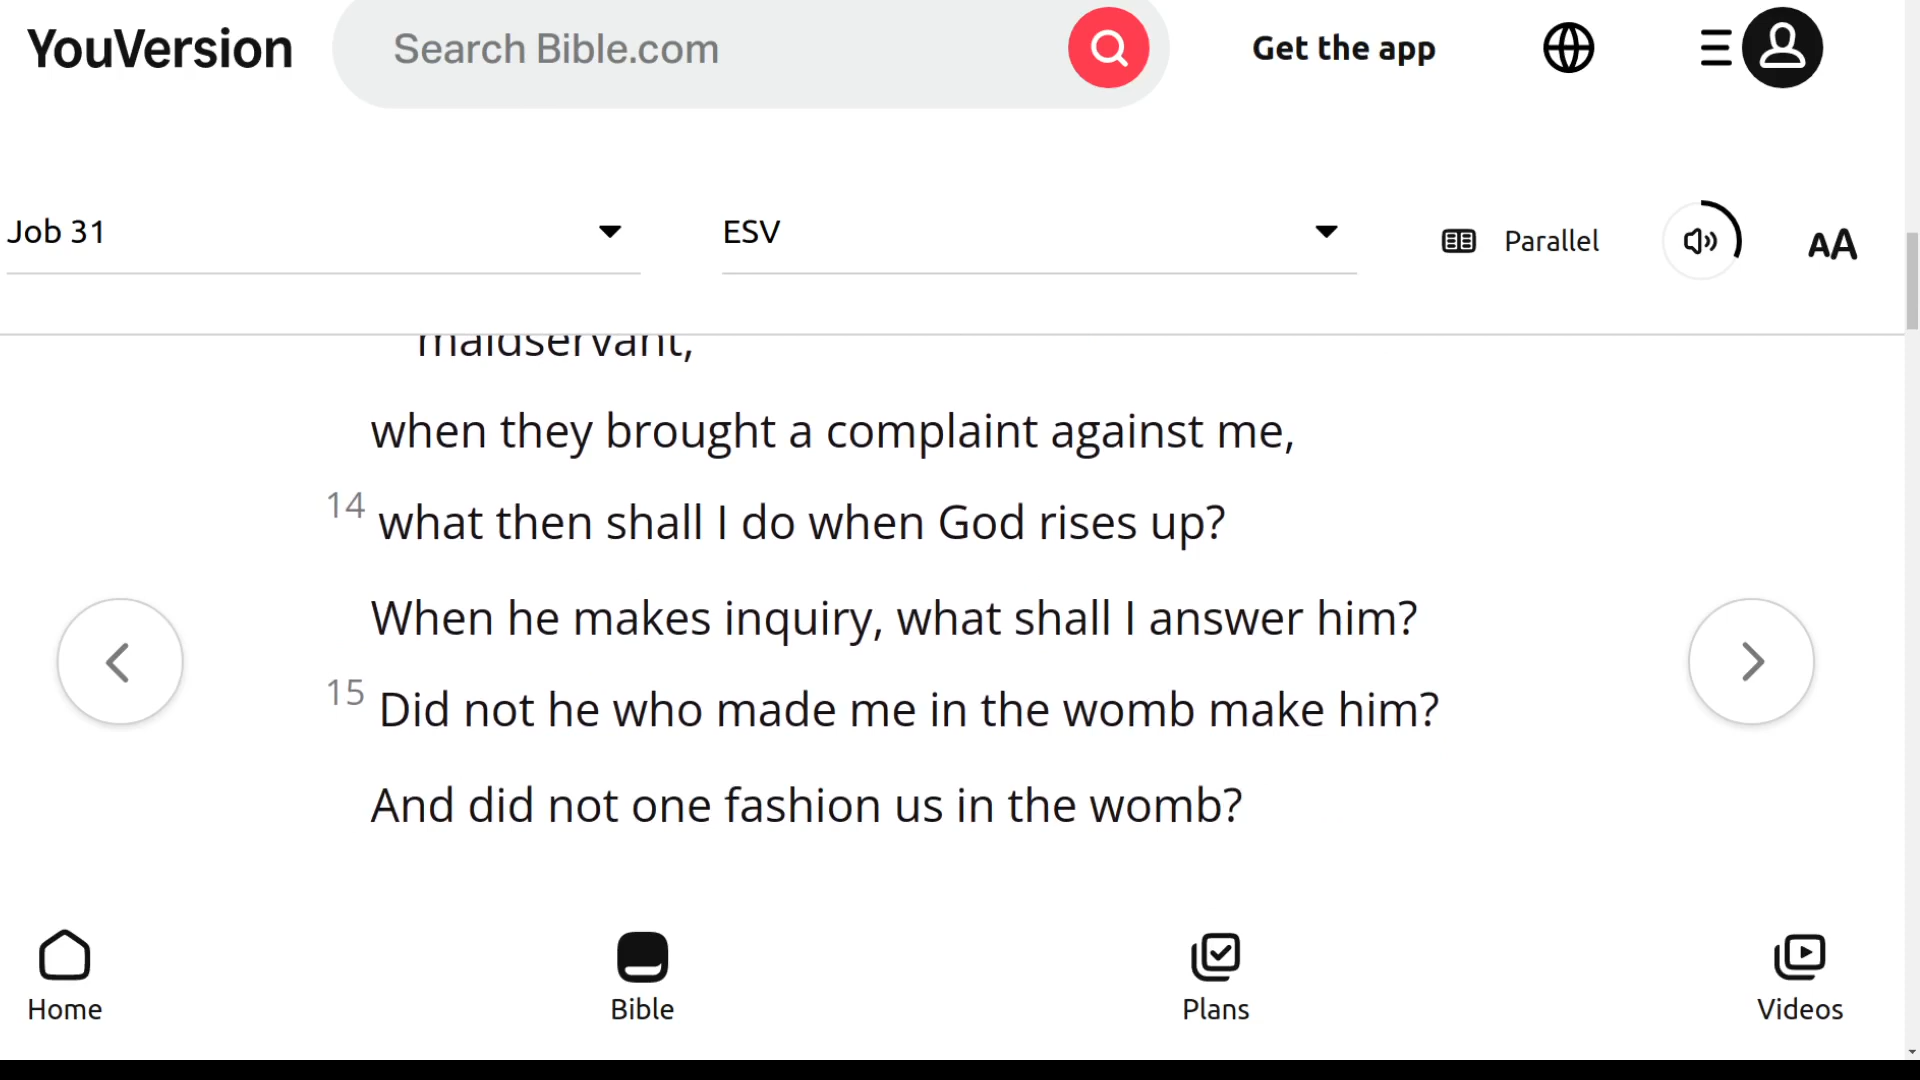 YouVersion
Search Bible.com
Get the app
Job 31
ESV
Parallel
AA
maidservant,
when they brought a complaint against me,
14 what then shall I do when God rises up?
When he makes inquiry, what shall I answer him?
15 Did not he who made me in the womb make him?
And did not one fashion us in the womb?
Home
Bible
Plans
Videos